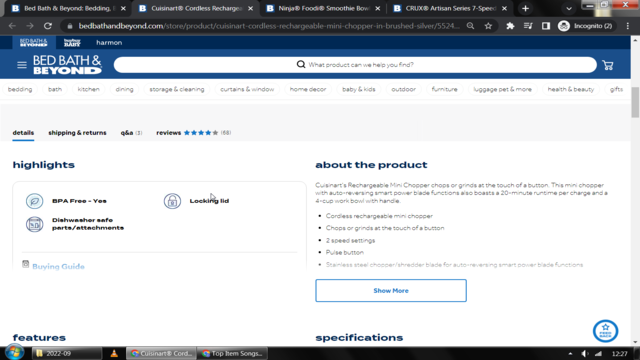 Bed Bath & Beyond: Bedding, 
Cuisinart® Cordless Rechargea
Ninja® Foodi® Smoothie Bowl
CRUX® Artisan Series 7-Speed
bedbathandbeyond.com/store/product/cuisinart-cordless-rechargeable-mini-chopper-in-brushed-silver/5524...
Incognito (2)
BED BATH & BEYOND
buybuy BABY
harmon
BED BATH &
BEYOND
What product can we help you find?
bedding
bath
kitchen
dining
storage & cleaning
curtains & window
home decor
baby & kids
outdoor
furniture
luggage pet & more
health & beauty
gifts
details
shipping & returns
q&a (2)
reviews (68)
highlights
BPA Free - Yes
Locking lid
Dishwasher safe
parts/attachments
Buying Guide
about the product
Cuisinart's Rechargeable Mini Chopper chops or grinds at the touch of a button. This mini chopper
with auto-reversing smart power blade functions also boasts a 20-minute runtime per charge and a
4-cup work bowl with handle.
• Cordless rechargeable mini chopper
• Chops or grinds at the touch of a button
• 2 speed settings
• Pulse button
• Stainless steel chopper/shredder blade for auto-reversing smart power blade functions
Show More
features
specifications
FEED
BACK
2022-09
Cuisinart® Cord...
Top Item Songs...
12:27